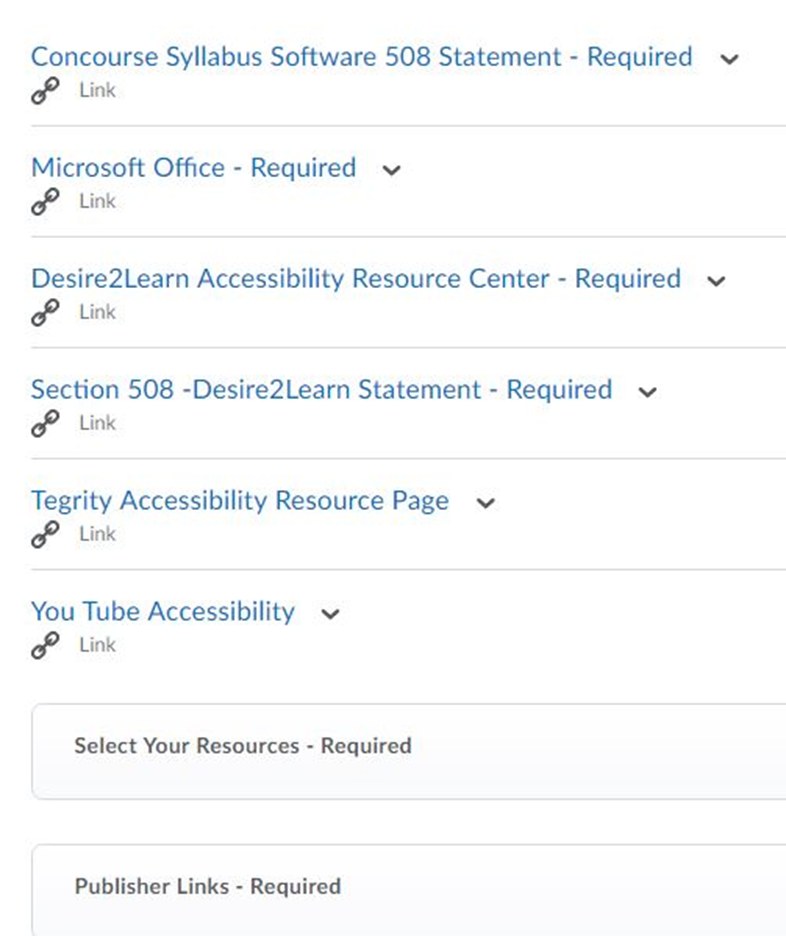 Concourse Syllabus Software 508 Statement - Required
Link
Microsoft Office - Required
Link
Desire2Learn Accessibility Resource Center - Required
Link
Section 508 -Desire2Learn Statement - Required
Link
Tegrity Accessibility Resource Page
Link
You Tube Accessibility
Link
Select Your Resources - Required
Publisher Links - Required